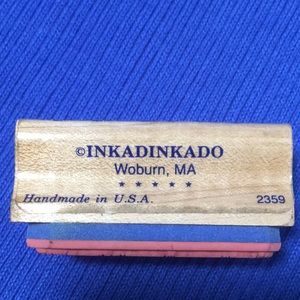 ©INKADINKADO
Woburn, MA
★ ★ ★ ★ ★
Handmade in U.S.A. 2359